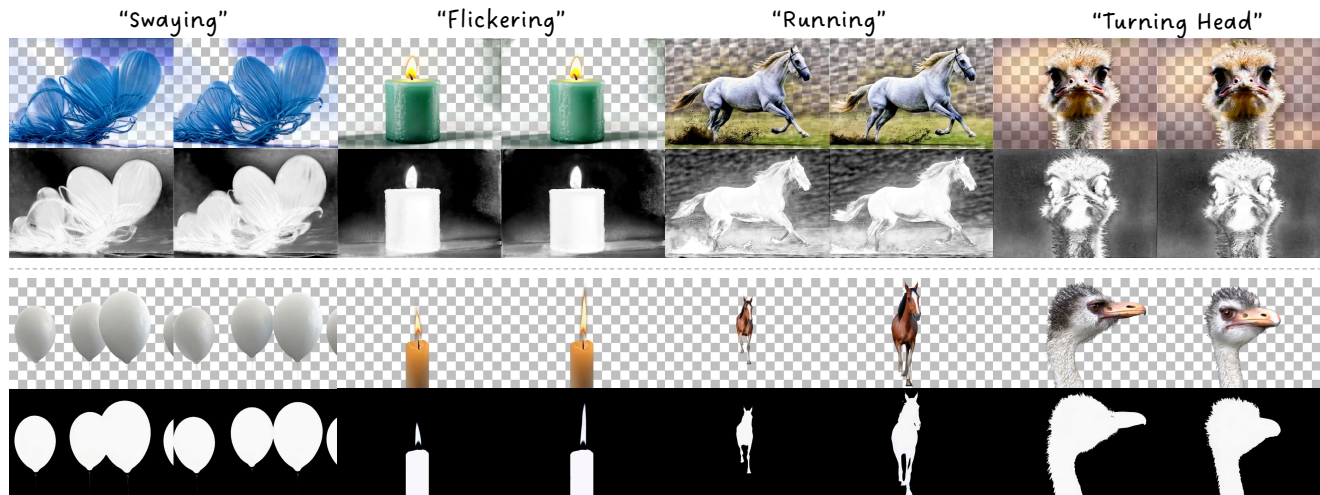 “Swaying”
“Flickering”
“Running”
“Turning Head”